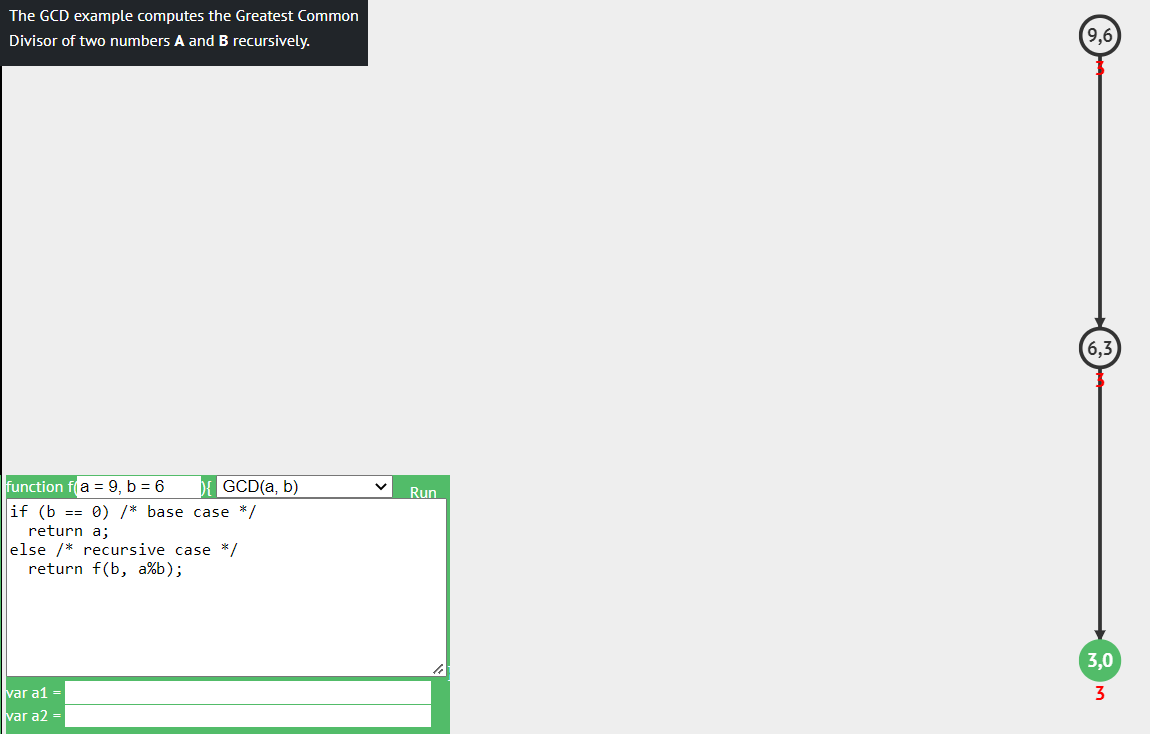 The GCD example computes the Greatest Common
Divisor of two numbers A and B recursively.
9,6
3
6,3
3
function f(a = 9, b = 6){ GCD(a, b) Run
if (b == 0) /* base case */
return a;
else /* recursive case */
return f(b, a%b);
}
var a1 =
var a2 =
3,0
3